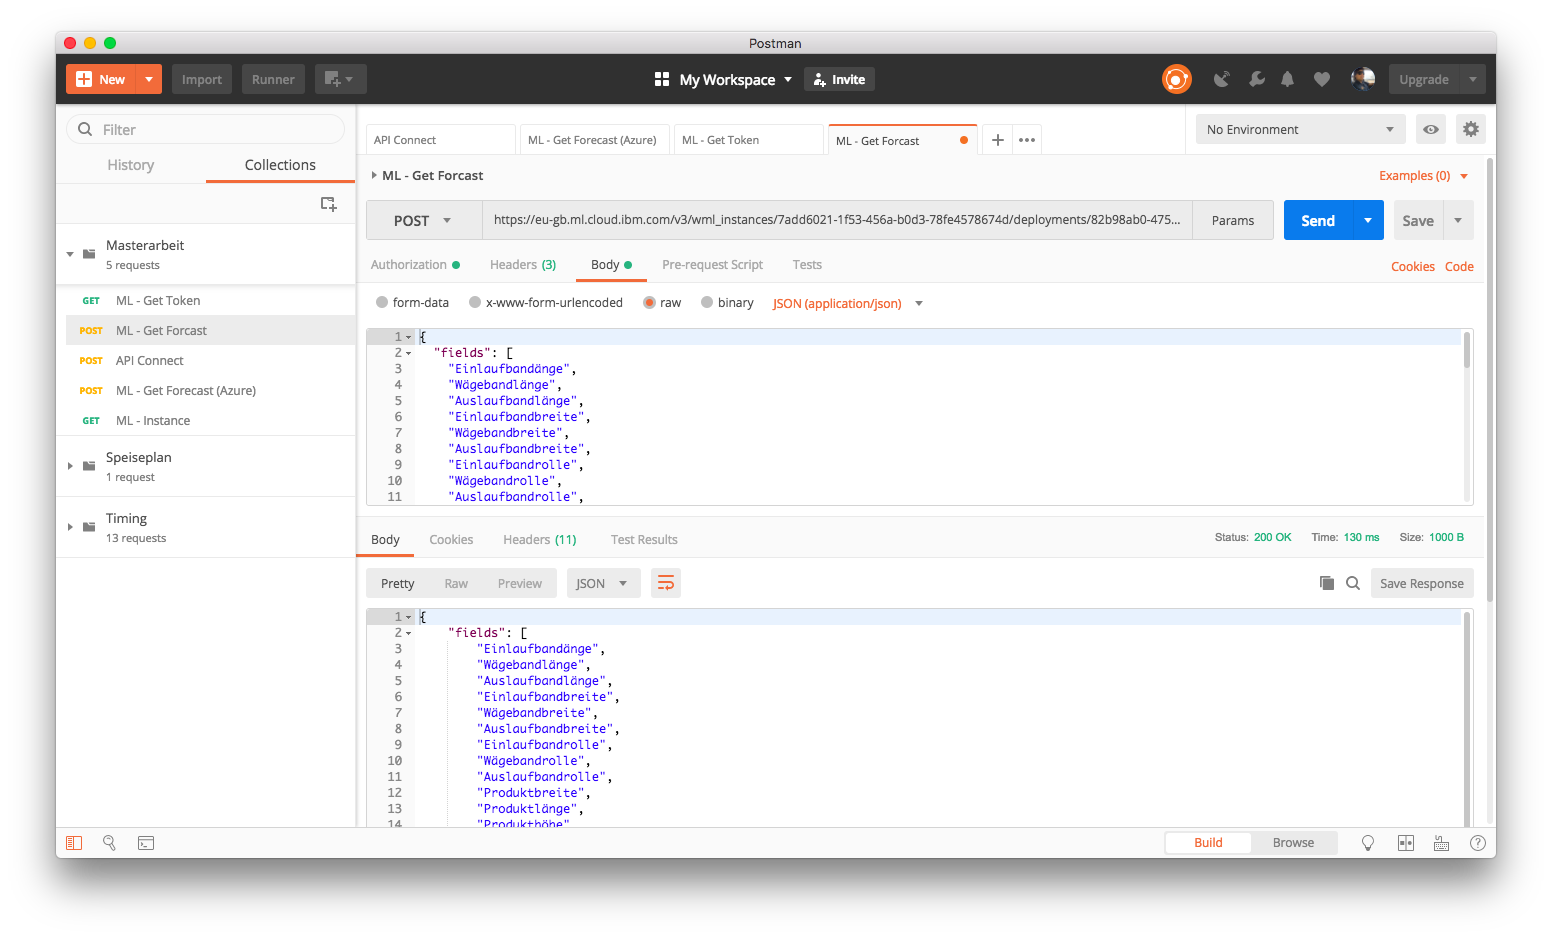 Postman
New
Import
Runner
My Workspace
Invite
Upgrade
Filter
History
Collections
Masterarbeit
5 requests
GET ML - Get Token
POST ML - Get Forcast
POST API Connect
POST ML - Get Forecast (Azure)
GET ML - Instance
Speiseplan
1 request
Timing
13 requests
API Connect
ML - Get Forecast (Azure)
ML - Get Token
ML - Get Forcast
No Environment
ML - Get Forcast
Examples (0)
POST
https://eu-gb.ml.cloud.ibm.com/v3/wml_instances/7add6021-1f53-456a-b0d3-78fe4578674d/deployments/82b98ab0-475...
Params
Send
Save
Authorization
Headers (3)
Body
Pre-request Script
Tests
Cookies
Code
form-data
x-www-form-urlencoded
raw
binary
JSON (application/json)
1 {
2 "fields": [
3 "Einlaufbandänge",
4 "Wägebandlänge",
5 "Auslaufbandlänge",
6 "Einlaufbandbreite",
7 "Wägebandbreite",
8 "Auslaufbandbreite",
9 "Einlaufbandrolle",
10 "Wägebandrolle",
11 "Auslaufbandrolle",
Body
Cookies
Headers (11)
Test Results
Status: 200 OK
Time: 130 ms
Size: 1000 B
Pretty
Raw
Preview
JSON
Save Response
1 {
2 "fields": [
3 "Einlaufbandänge",
4 "Wägebandlänge",
5 "Auslaufbandlänge",
6 "Einlaufbandbreite",
7 "Wägebandbreite",
8 "Auslaufbandbreite",
9 "Einlaufbandrolle",
10 "Wägebandrolle",
11 "Auslaufbandrolle",
12 "Produktbreite",
13 "Produktlänge",
14 "Produkthöhe"
Build
Browse